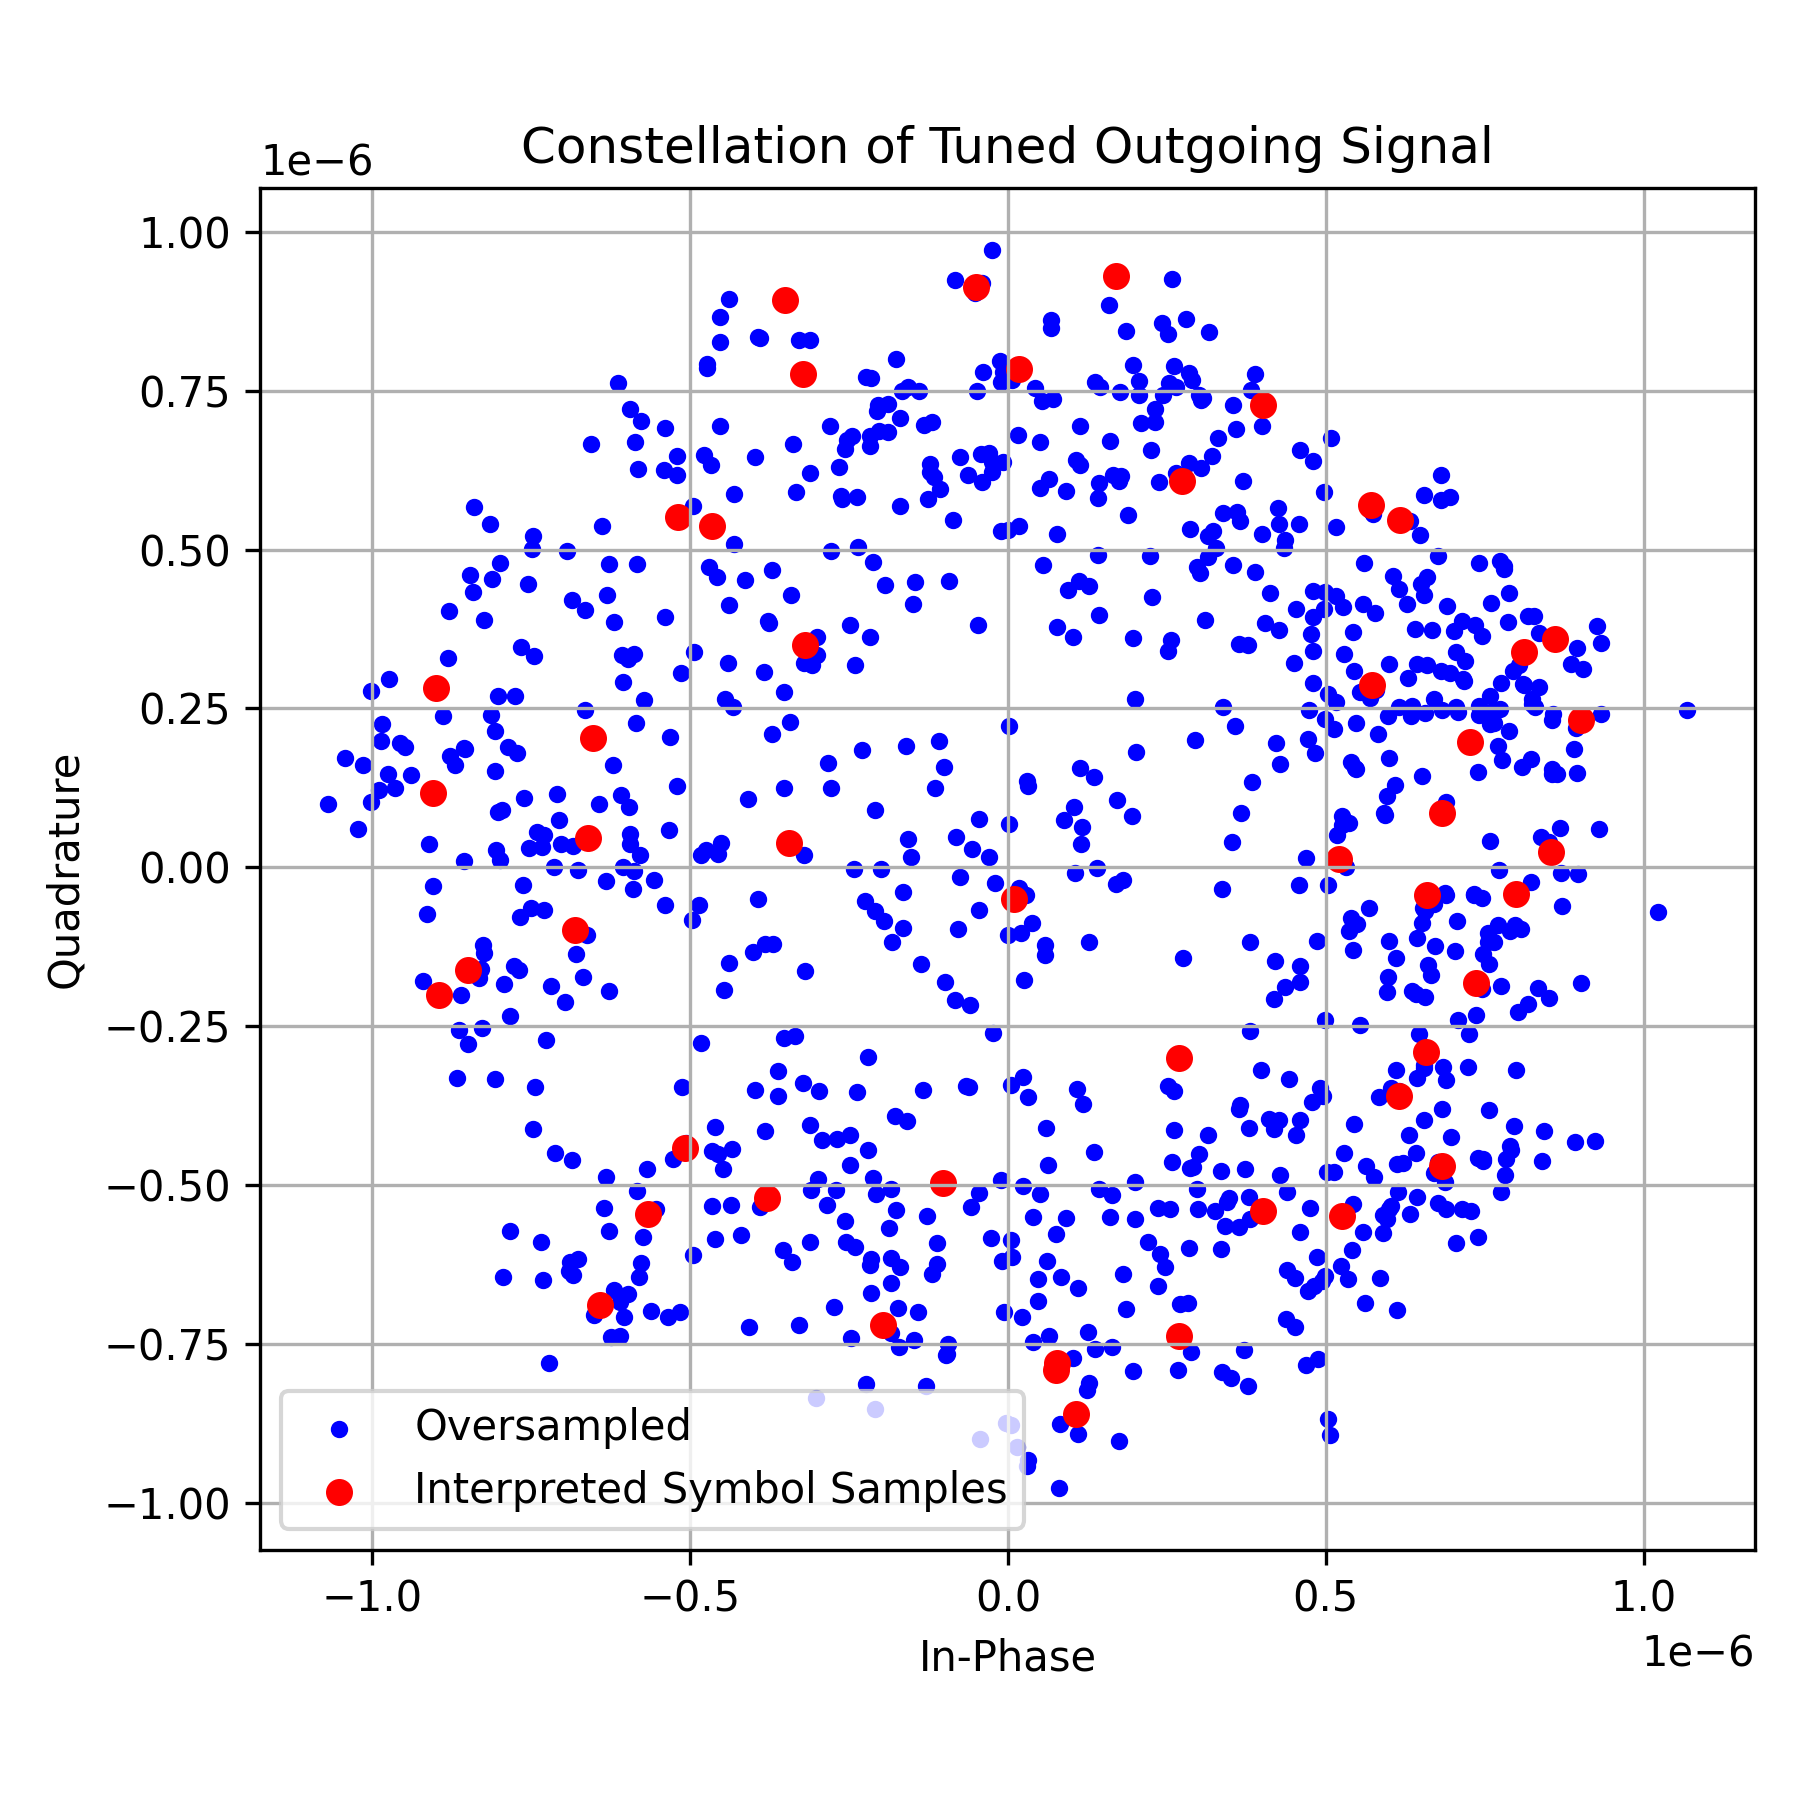 Constellation of Tuned Outgoing Signal
1e−6
1.00
0.75
0.50
0.25
0.00
−0.25
−0.50
−0.75
−1.00
Quadrature
Oversampled
Interpreted Symbol Samples
−1.0 −0.5 0.0 0.5 1.0
1e−6
In-Phase